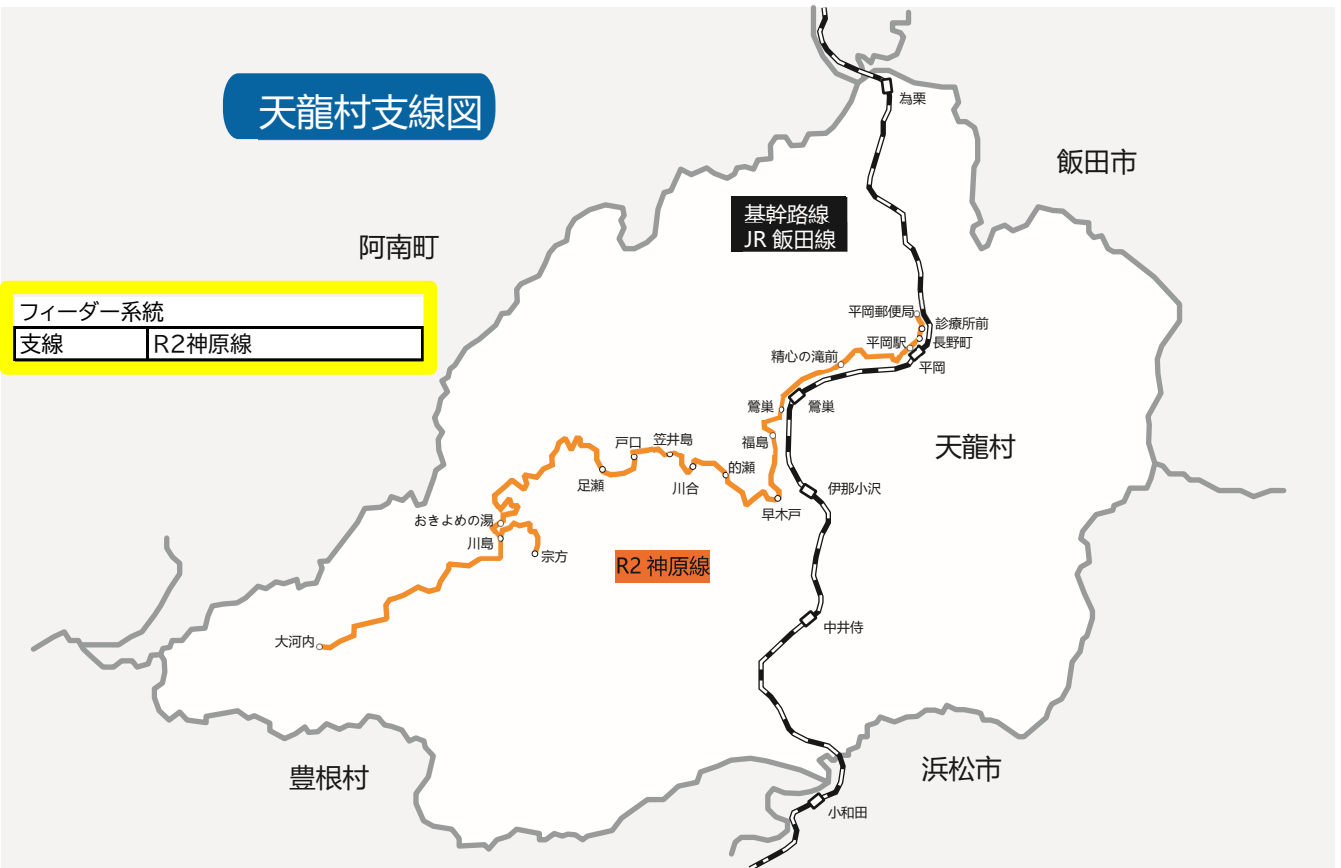 天龍村支線図
為栗
飯田市
基幹路線
JR 飯田線
阿南町
フィーダー系統
支線 R2神原線
平岡郵便局
診療所前
平岡駅
長野町
精心の滝前
平岡
鶯巣
鶯巣
戸口
笠井島
福島
天龍村
的瀬
足瀬
川合
伊那小沢
早木戸
おきよめの湯
川島
宗方
R2 神原線
中井侍
大河内
豊根村
浜松市
小和田